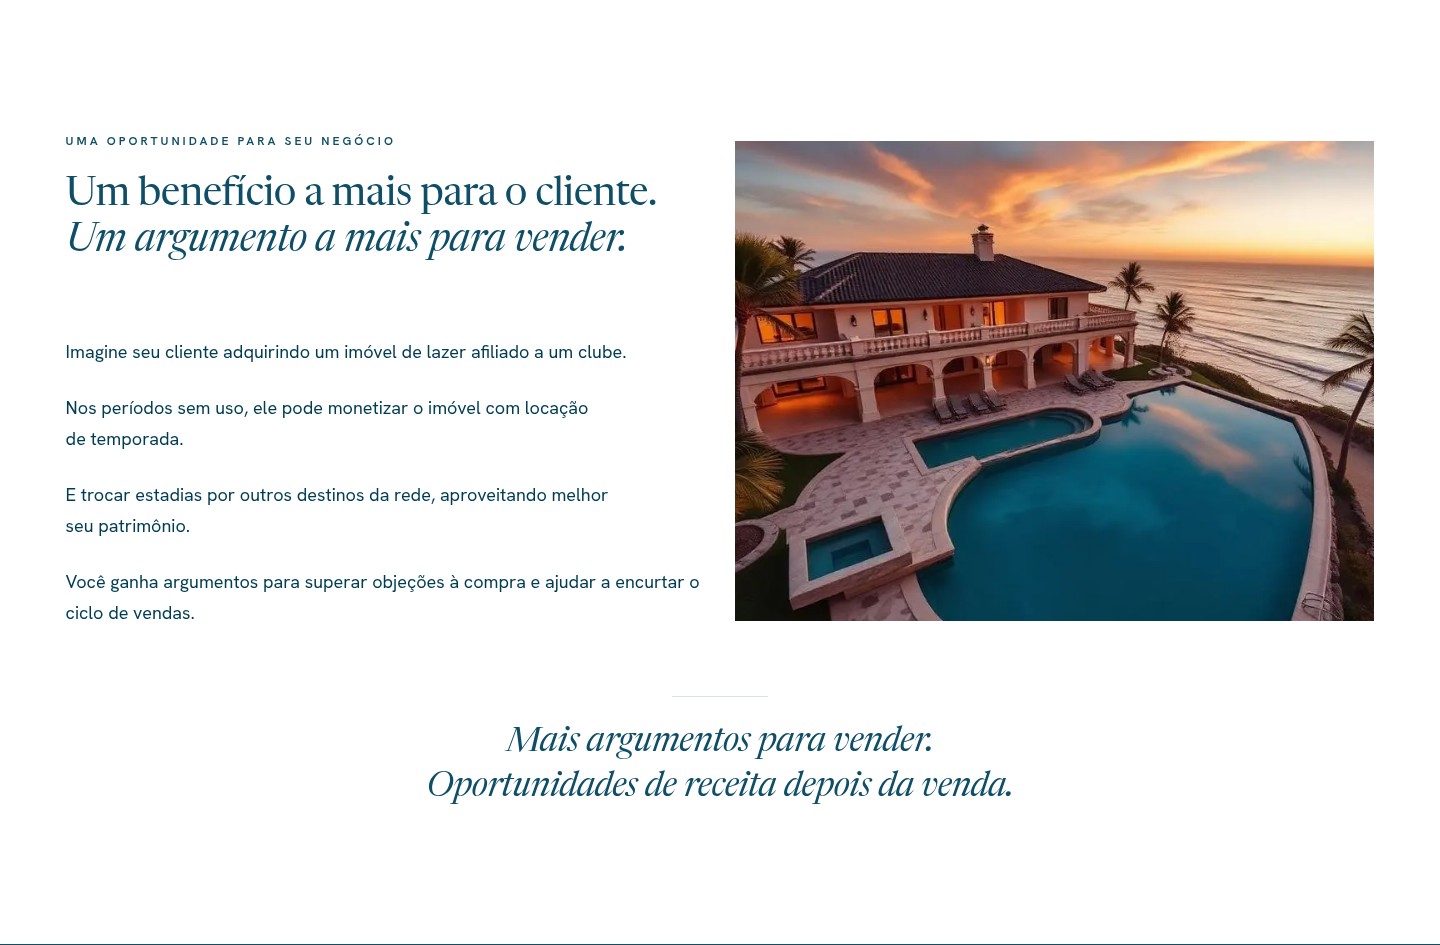 UMA OPORTUNIDADE PARA SEU NEGÓCIO
Um benefício a mais para o cliente.
Um argumento a mais para vender.
Imagine seu cliente adquirindo um imóvel de lazer afiliado a um clube.
Nos períodos sem uso, ele pode monetizar o imóvel com locação
de temporada.
E trocar estadias por outros destinos da rede, aproveitando melhor
seu patrimônio.
Você ganha argumentos para superar objeções à compra e ajudar a encurtar o
ciclo de vendas.
Mais argumentos para vender.
Oportunidades de receita depois da venda.